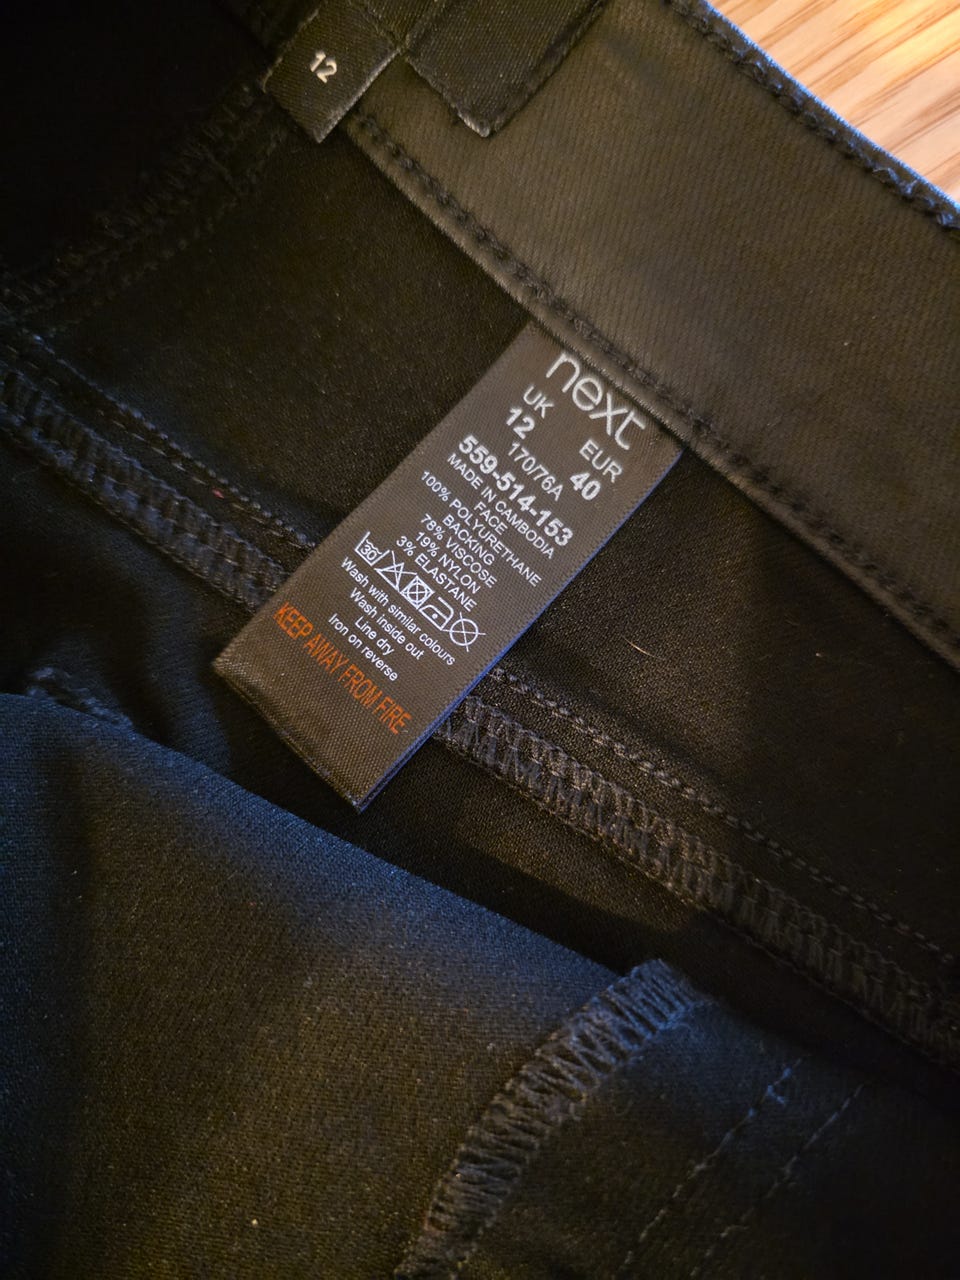 12
next
UK EUR
12 40
170/76A
559-514-153
MADE IN CAMBODIA
FACE
100% POLYURETHANE
BACKING
78% VISCOSE
19% NYLON
3% ELASTANE
30
Wash with similar colours
Wash inside out
Line dry
Iron on reverse
KEEP AWAY FROM FIRE